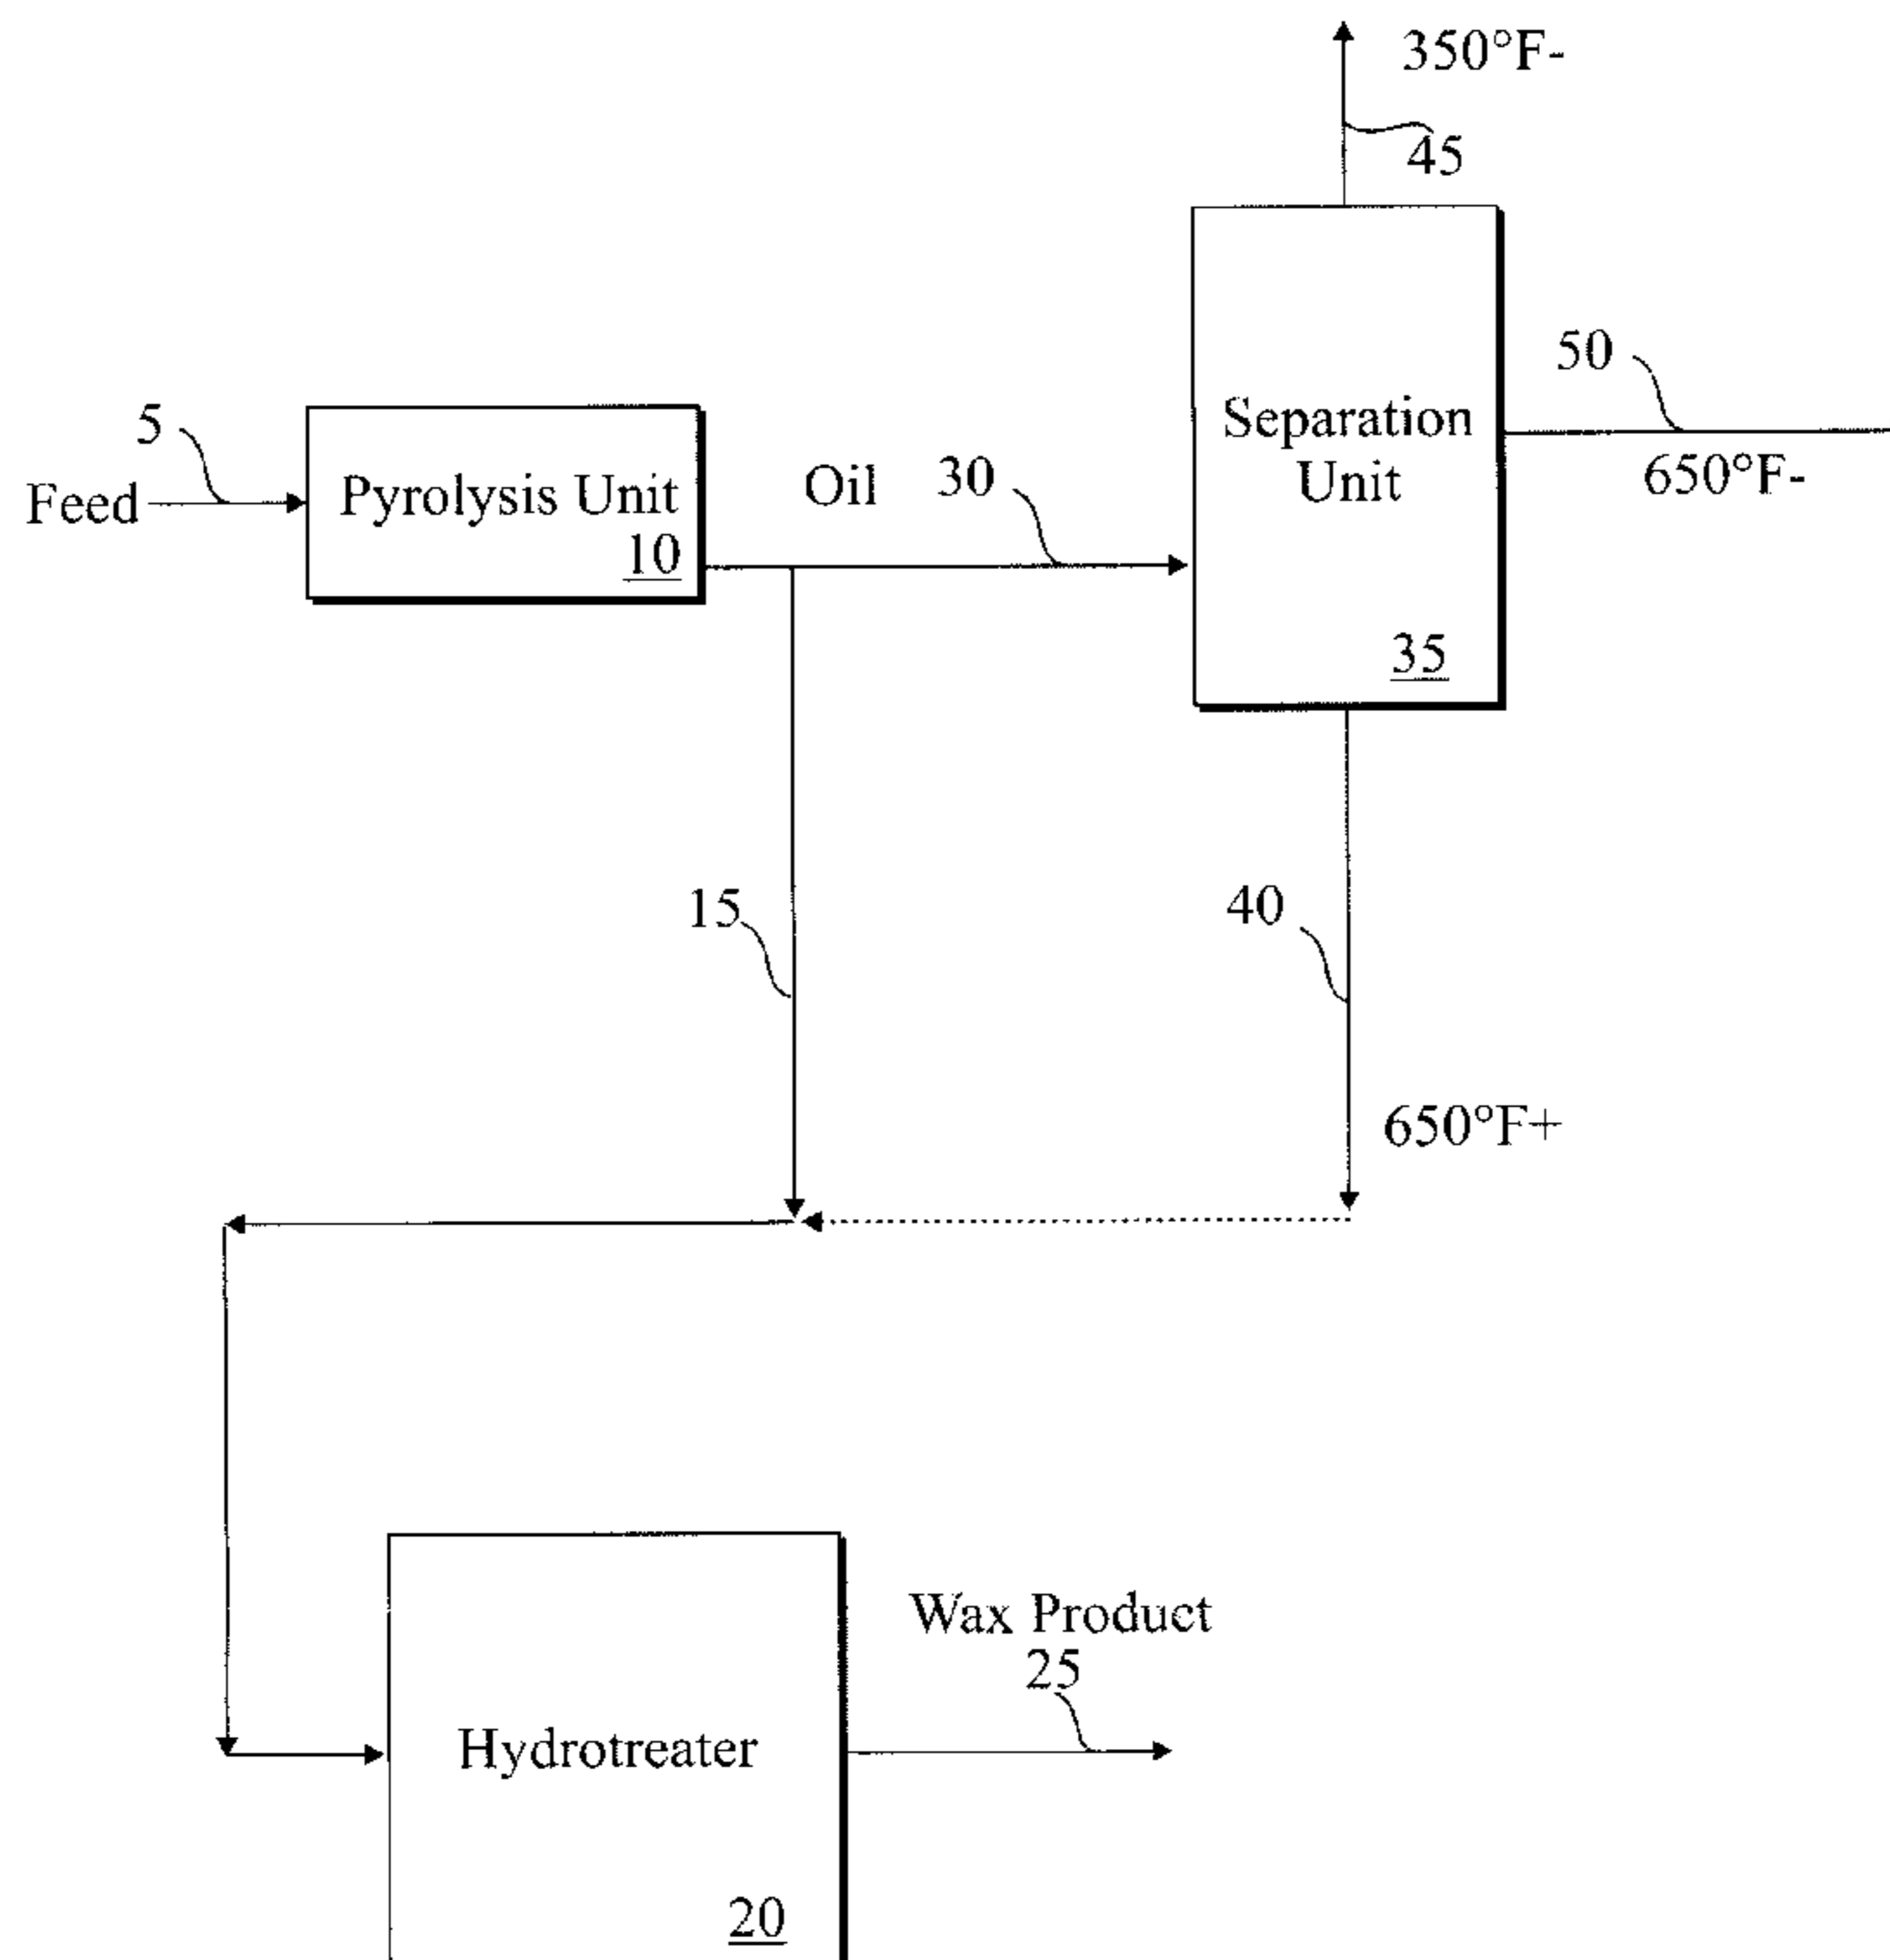 350°F-
45
50
Separation
Unit
650°F-
5
Feed
Pyrolysis Unit
10
Oil
30
35
15
40
650°F+
Wax Product
25
Hydrotreater
20